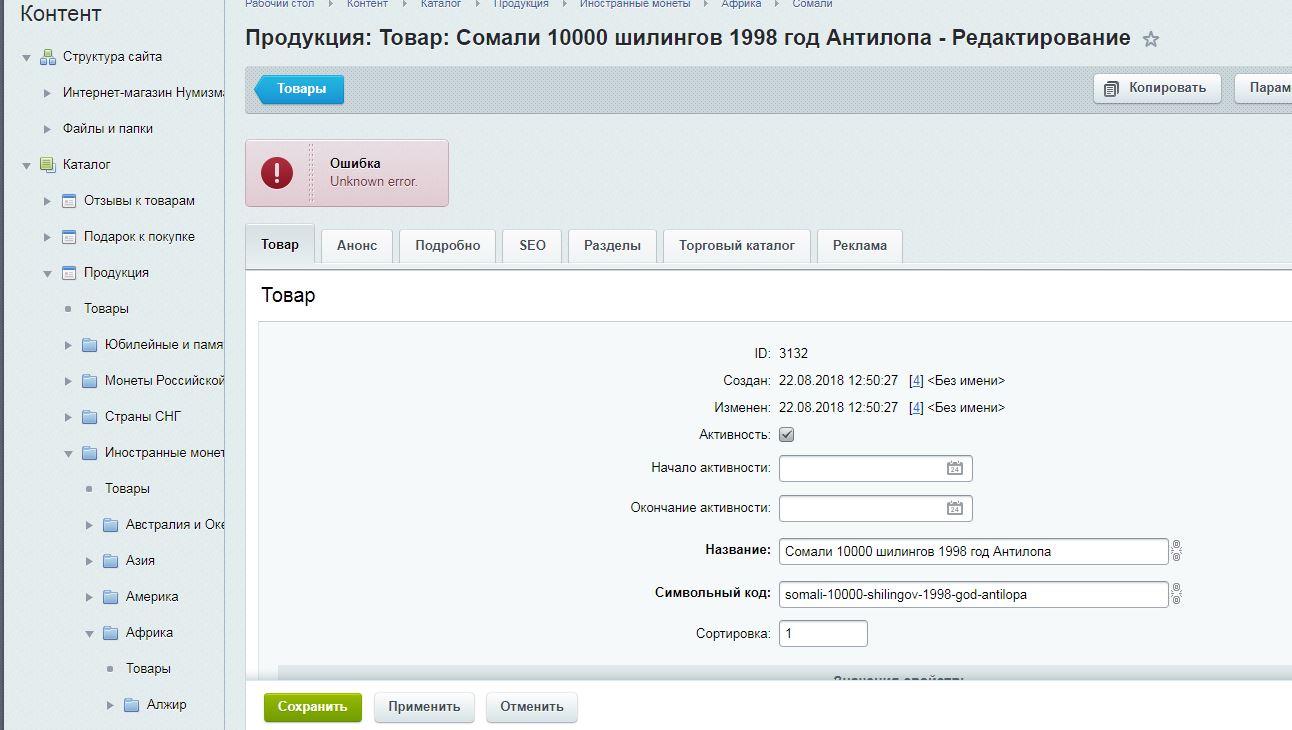 Контент
Структура сайта
Интернет-магазин Нумизма
Файлы и папки
Каталог
Отзывы к товарам
Подарок к покупке
Продукция
Товары
Юбилейные и памя
Монеты Российской
Страны СНГ
Иностранные монет
Товары
Австралия и Оке
Азия
Америка
Африка
Товары
Алжир
Рабочий стол Контент Каталог Продукция Иностранные монеты Африка Сомали
Продукция: Товар: Сомали 10000 шилингов 1998 год Антилопа - Редактирование
Товары Копировать Парам
Ошибка
Unknown error.
Товар Анонс Подробно SEO Разделы Торговый каталог Реклама
Товар
ID: 3132
Создан: 22.08.2018 12:50:27 [4] <Без имени>
Изменен: 22.08.2018 12:50:27 [4] <Без имени>
Активность:
Начало активности: 24
Окончание активности: 24
Название: Сомали 10000 шилингов 1998 год Антилопа
Символьный код: somali-10000-shilingov-1998-god-antilopa
Сортировка: 1
Значения свойств:
Сохранить Применить Отменить